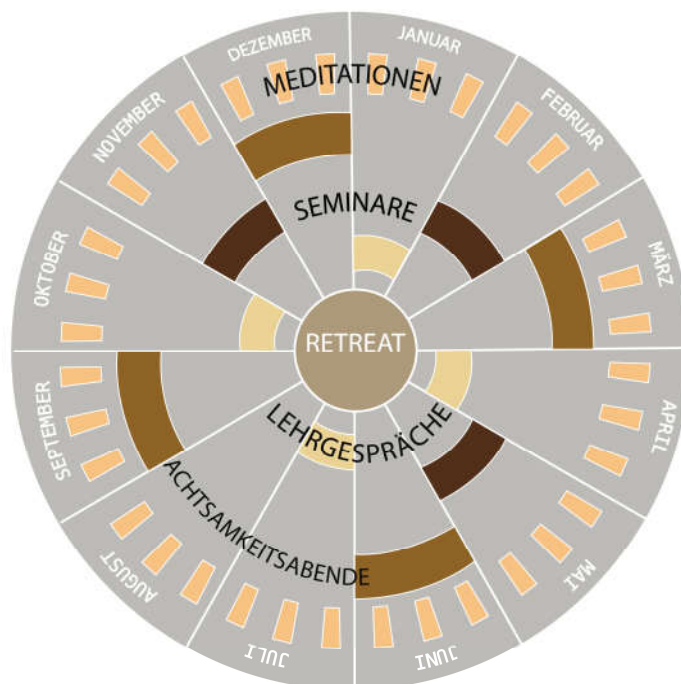 DEZEMBER
JANUAR
FEBRUAR
MÄRZ
APRIL
MAI
JUNI
JULI
AUGUST
SEPTEMBER
OKTOBER
NOVEMBER
MEDITATIONEN
SEMINARE
RETREAT
LEHRGESPRÄCHE
ACHTSAMKEITSABENDE